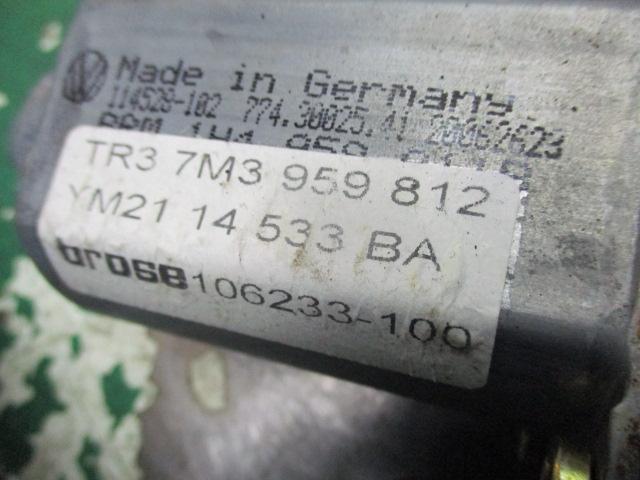 Made in Germany
114528-102 774.30025.41 20062623
TR3 7M3 959 812
YM21 14 533 BA
brose 106233-100